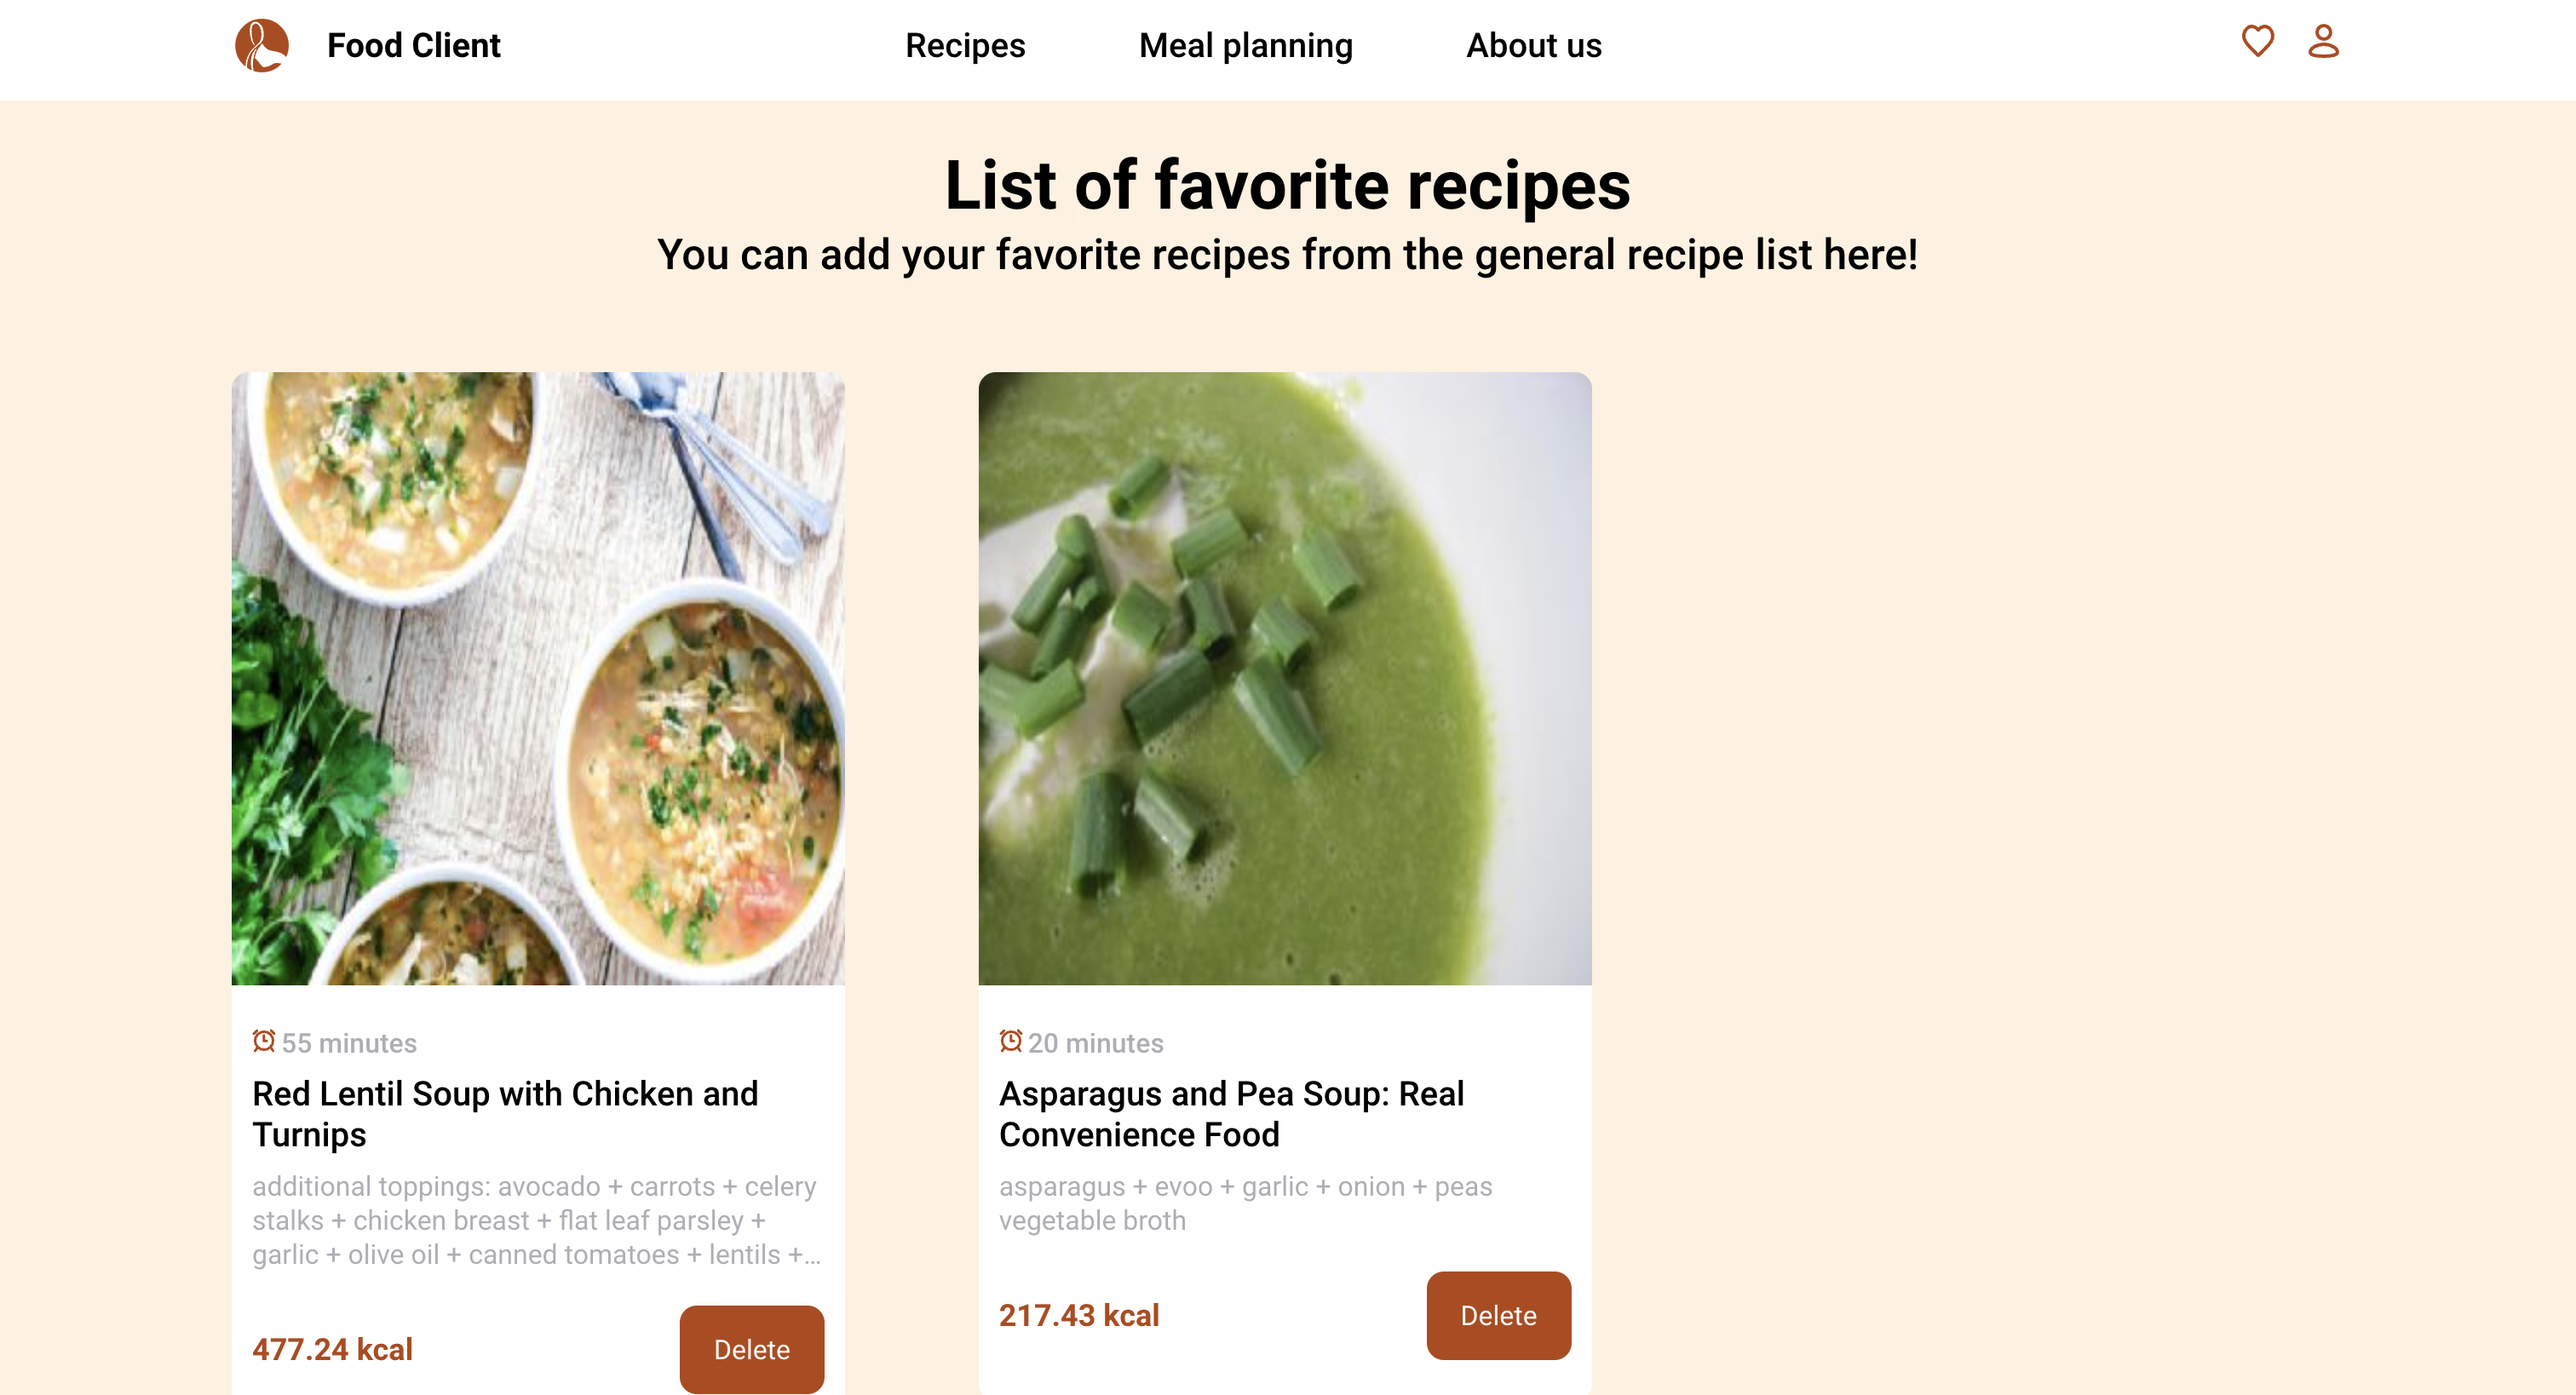 Food Client
Recipes
Meal planning
About us
List of favorite recipes
You can add your favorite recipes from the general recipe list here!
55 minutes
Red Lentil Soup with Chicken and
Turnips
additional toppings: avocado + carrots + celery
stalks + chicken breast + flat leaf parsley +
garlic + olive oil + canned tomatoes + lentils +...
477.24 kcal
Delete
20 minutes
Asparagus and Pea Soup: Real
Convenience Food
asparagus + evoo + garlic + onion + peas
vegetable broth
217.43 kcal
Delete